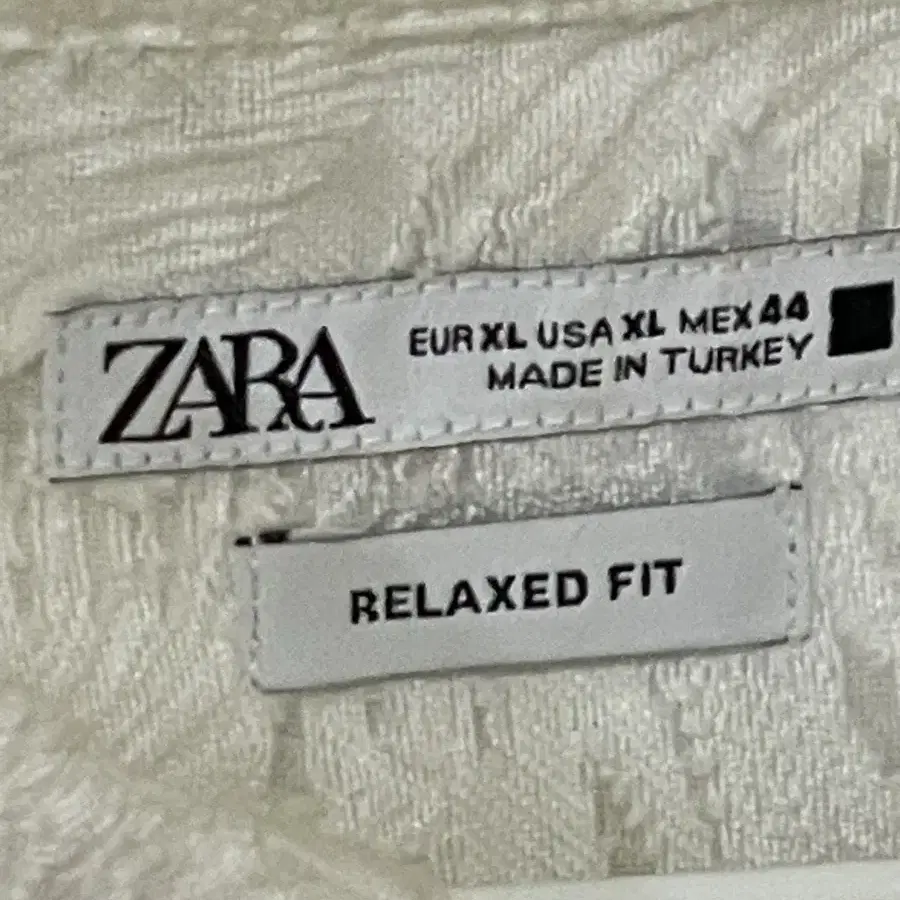 ZARA
EUR XL USA XL MEX 44
MADE IN TURKEY
RELAXED FIT